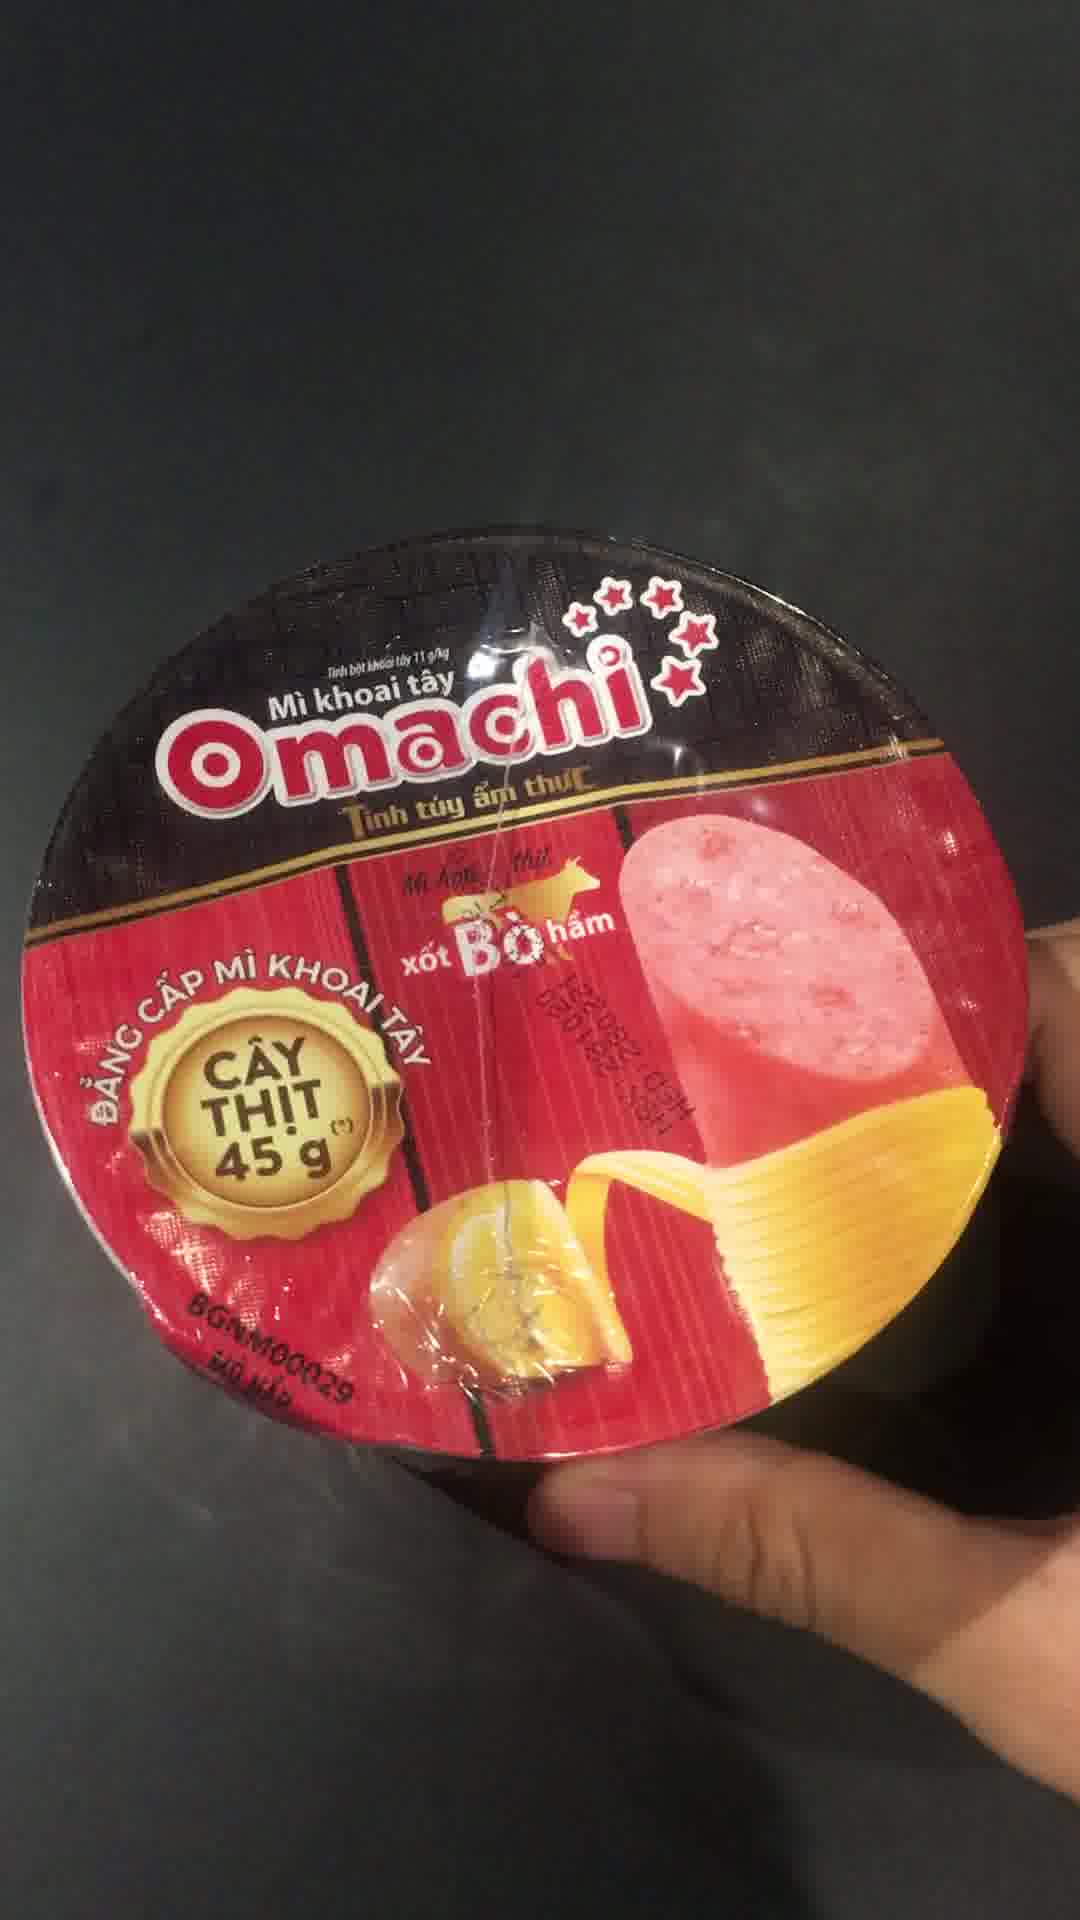 Tinh bột khoai tây 11 g/kg
Mì khoai tây
Omachi
Tinh túy ẩm thực
xốt Bò hầm
ĐẲNG CẤP MÌ KHOAI TÂY
CÂY
THỊT
45 g (*)
BGNM00029